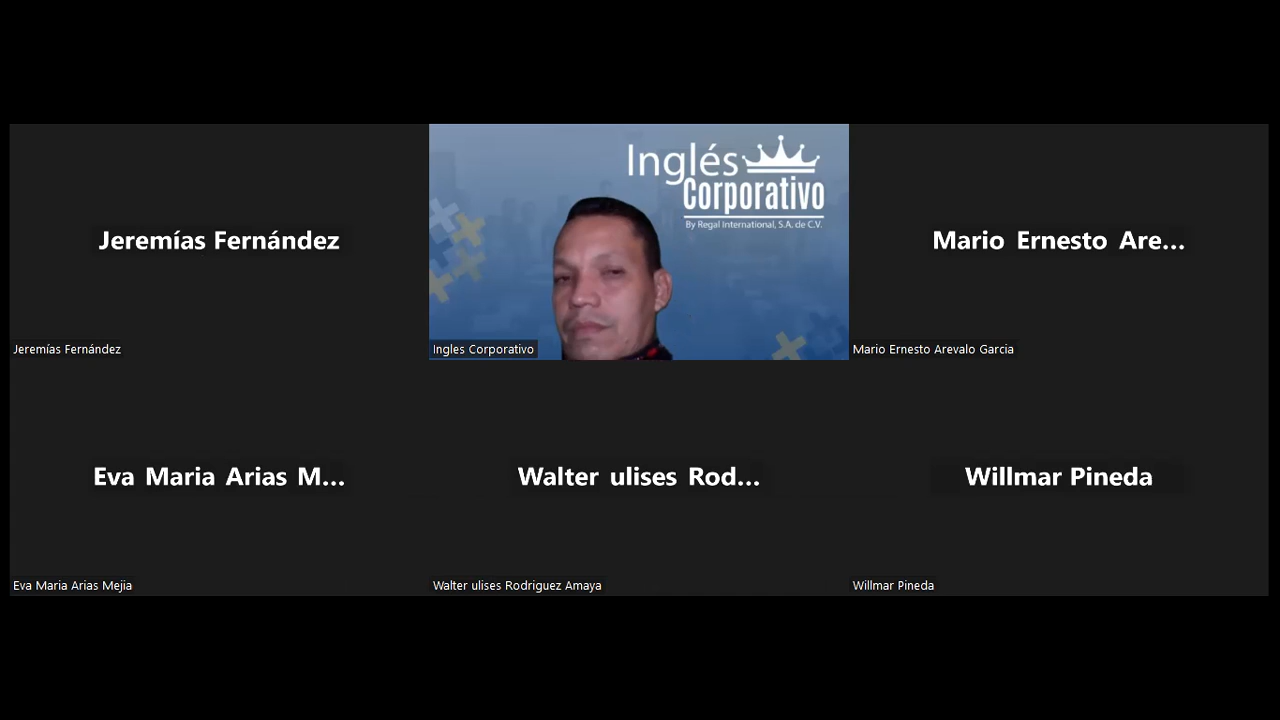 Jeremías Fernández
Jeremías Fernández
Inglés
Corporativo
By Regal International, S.A. de C.V.
Ingles Corporativo
Mario Ernesto Are...
Mario Ernesto Arevalo Garcia
Eva Maria Arias M...
Eva Maria Arias Mejia
Walter ulises Rod...
Walter ulises Rodriguez Amaya
Willmar Pineda
Willmar Pineda